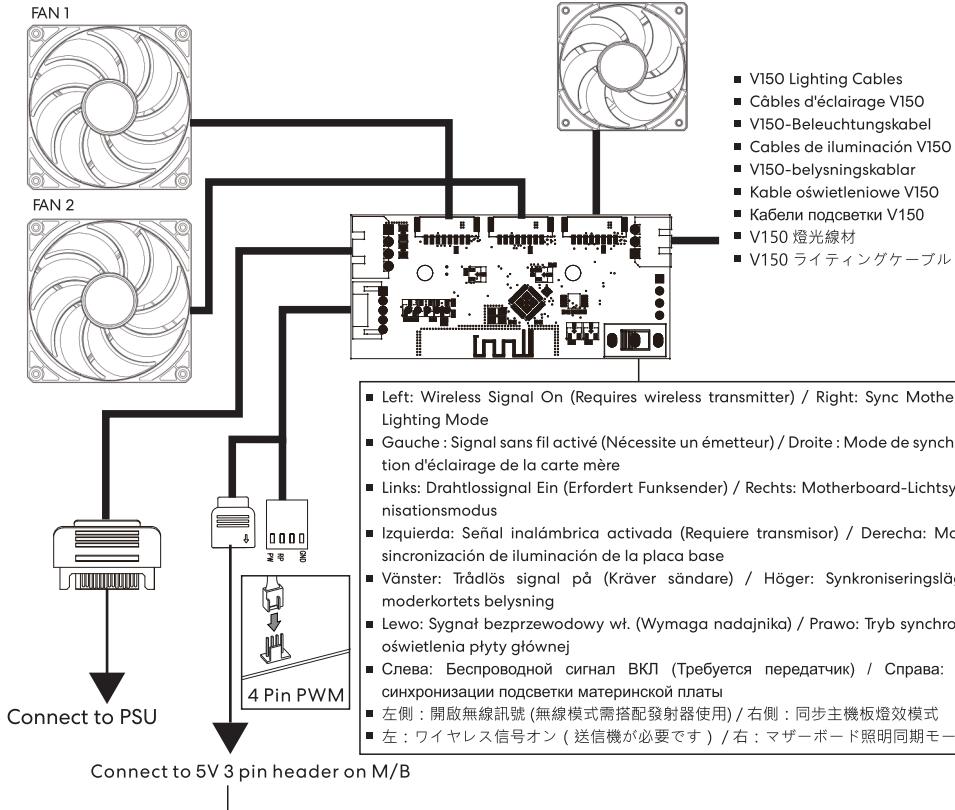 FAN 1
FAN 2
■ V150 Lighting Cables
■ Câbles d'éclairage V150
■ V150-Beleuchtungskabel
■ Cables de iluminación V150
■ V150-belysningskablar
■ Kable oświetleniowe V150
■ Кабели подсветки V150
■ V150 燈光線材
■ V150 ライティングケーブル
■ Left: Wireless Signal On (Requires wireless transmitter) / Right: Sync Mother
Lighting Mode
■ Gauche : Signal sans fil activé (Nécessite un émetteur) / Droite : Mode de synch
tion d'éclairage de la carte mère
■ Links: Drahtlossignal Ein (Erfordert Funksender) / Rechts: Motherboard-Lichtsy
nisationsmodus
■ Izquierda: Señal inalámbrica activada (Requiere transmisor) / Derecha: Mo
sincronización de iluminación de la placa base
■ Vänster: Trådlös signal på (Kräver sändare) / Höger: Synkroniseringsläg
moderkortets belysning
■ Lewo: Sygnał bezprzewodowy wł. (Wymaga nadajnika) / Prawo: Tryb synchro
oświetlenia płyty głównej
■ Слева: Беспроводной сигнал ВКЛ (Требуется передатчик) / Справа:
синхронизации подсветки материнской платы
■ 左側：開啟無線訊號 (無線模式需搭配發射器使用) / 右側：同步主機板燈效模式
■ 左：ワイヤレス信号オン ( 送信機が必要です ) / 右：マザーボード照明同期モー
PW RP GND
4 Pin PWM
Connect to PSU
Connect to 5V 3 pin header on M/B